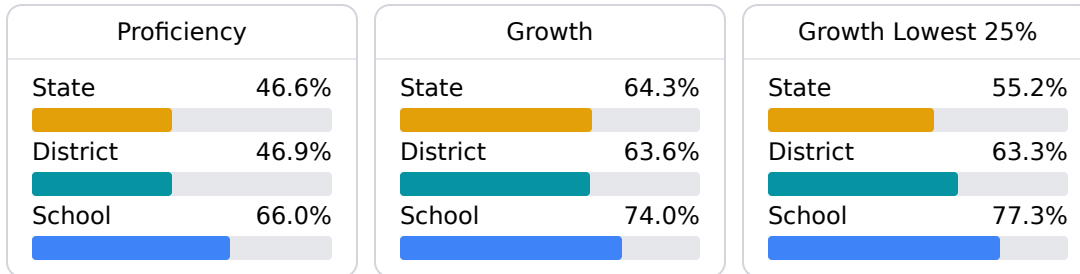 Proficiency
State 46.6%
District 46.9%
School 66.0%
Growth
State 64.3%
District 63.6%
School 74.0%
Growth Lowest 25%
State 55.2%
District 63.3%
School 77.3%